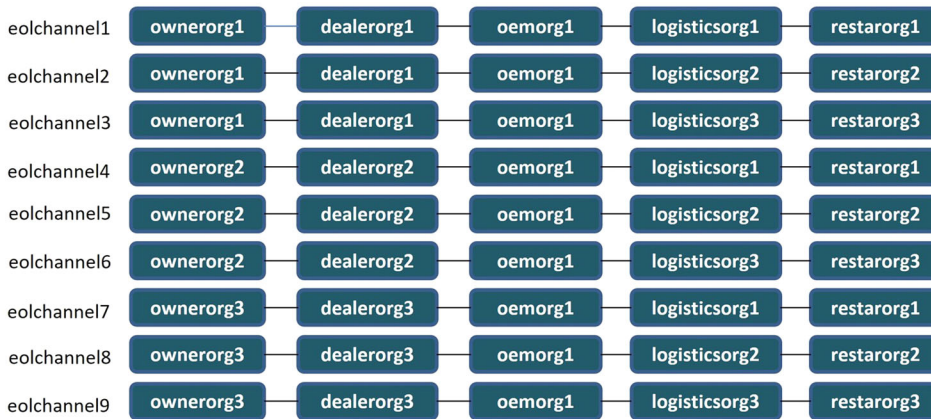 eolchannel1 ownerorg1 dealerorg1 oemorg1 logisticsorg1 restarorg1
eolchannel2 ownerorg1 dealerorg1 oemorg1 logisticsorg2 restarorg2
eolchannel3 ownerorg1 dealerorg1 oemorg1 logisticsorg3 restarorg3
eolchannel4 ownerorg2 dealerorg2 oemorg1 logisticsorg1 restarorg1
eolchannel5 ownerorg2 dealerorg2 oemorg1 logisticsorg2 restarorg2
eolchannel6 ownerorg2 dealerorg2 oemorg1 logisticsorg3 restarorg3
eolchannel7 ownerorg3 dealerorg3 oemorg1 logisticsorg1 restarorg1
eolchannel8 ownerorg3 dealerorg3 oemorg1 logisticsorg2 restarorg2
eolchannel9 ownerorg3 dealerorg3 oemorg1 logisticsorg3 restarorg3